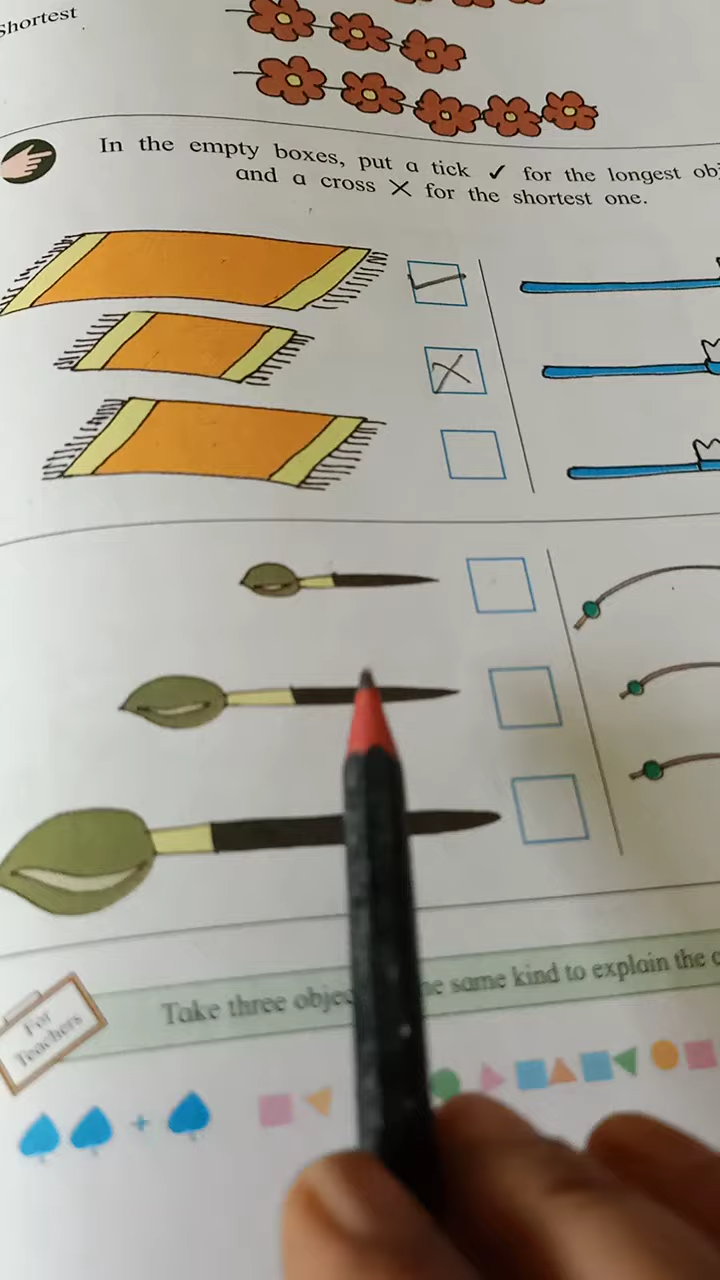 Shortest
In the empty boxes, put a tick ✓ for the longest
and a cross ✕ for the shortest one.
For
Teachers
Take three same kind to explain the